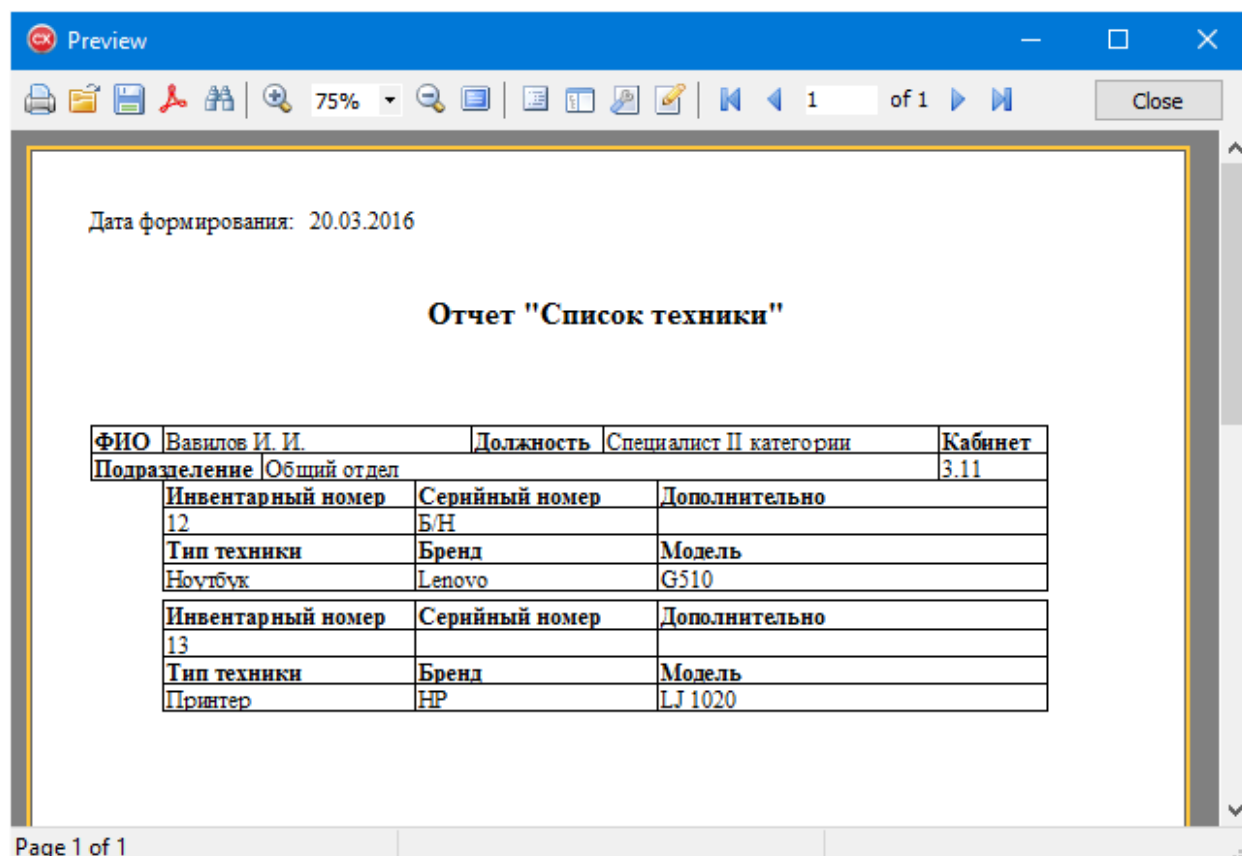 Preview
75%
1 of 1
Close
Дата формирования: 20.03.2016
Отчет "Список техники"
ФИО Вавилов И. И. Должность Специалист II категории Кабинет
Подразделение Общий отдел 3.11
Инвентарный номер Серийный номер Дополнительно
12 Б/Н
Тип техники Бренд Модель
Ноутбук Lenovo G510
Инвентарный номер Серийный номер Дополнительно
13
Тип техники Бренд Модель
Принтер HP LJ 1020
Page 1 of 1